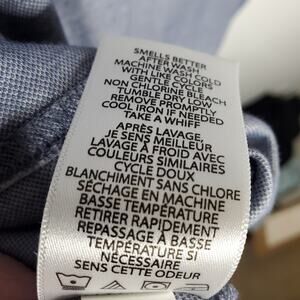 SMELLS BETTER
AFTER WASH
MACHINE WASH COLD
WITH LIKE COLORS
GENTLE CYCLE
NON CHLORINE BLEACH
TUMBLE DRY LOW
REMOVE PROMPTLY
COOL IRON IF NEEDED
TAKE A WHIFF
APRÈS LAVAGE,
JE SENS MEILLEUR
LAVAGE À FROID AVEC
COULEURS SIMILAIRES
CYCLE DOUX
BLANCHIMENT SANS CHLORE
SÉCHAGE EN MACHINE
BASSE TEMPÉRATURE
RETIRER RAPIDEMENT
REPASSAGE À BASSE
TEMPÉRATURE SI
NÉCESSAIRE
SENS CETTE ODEUR